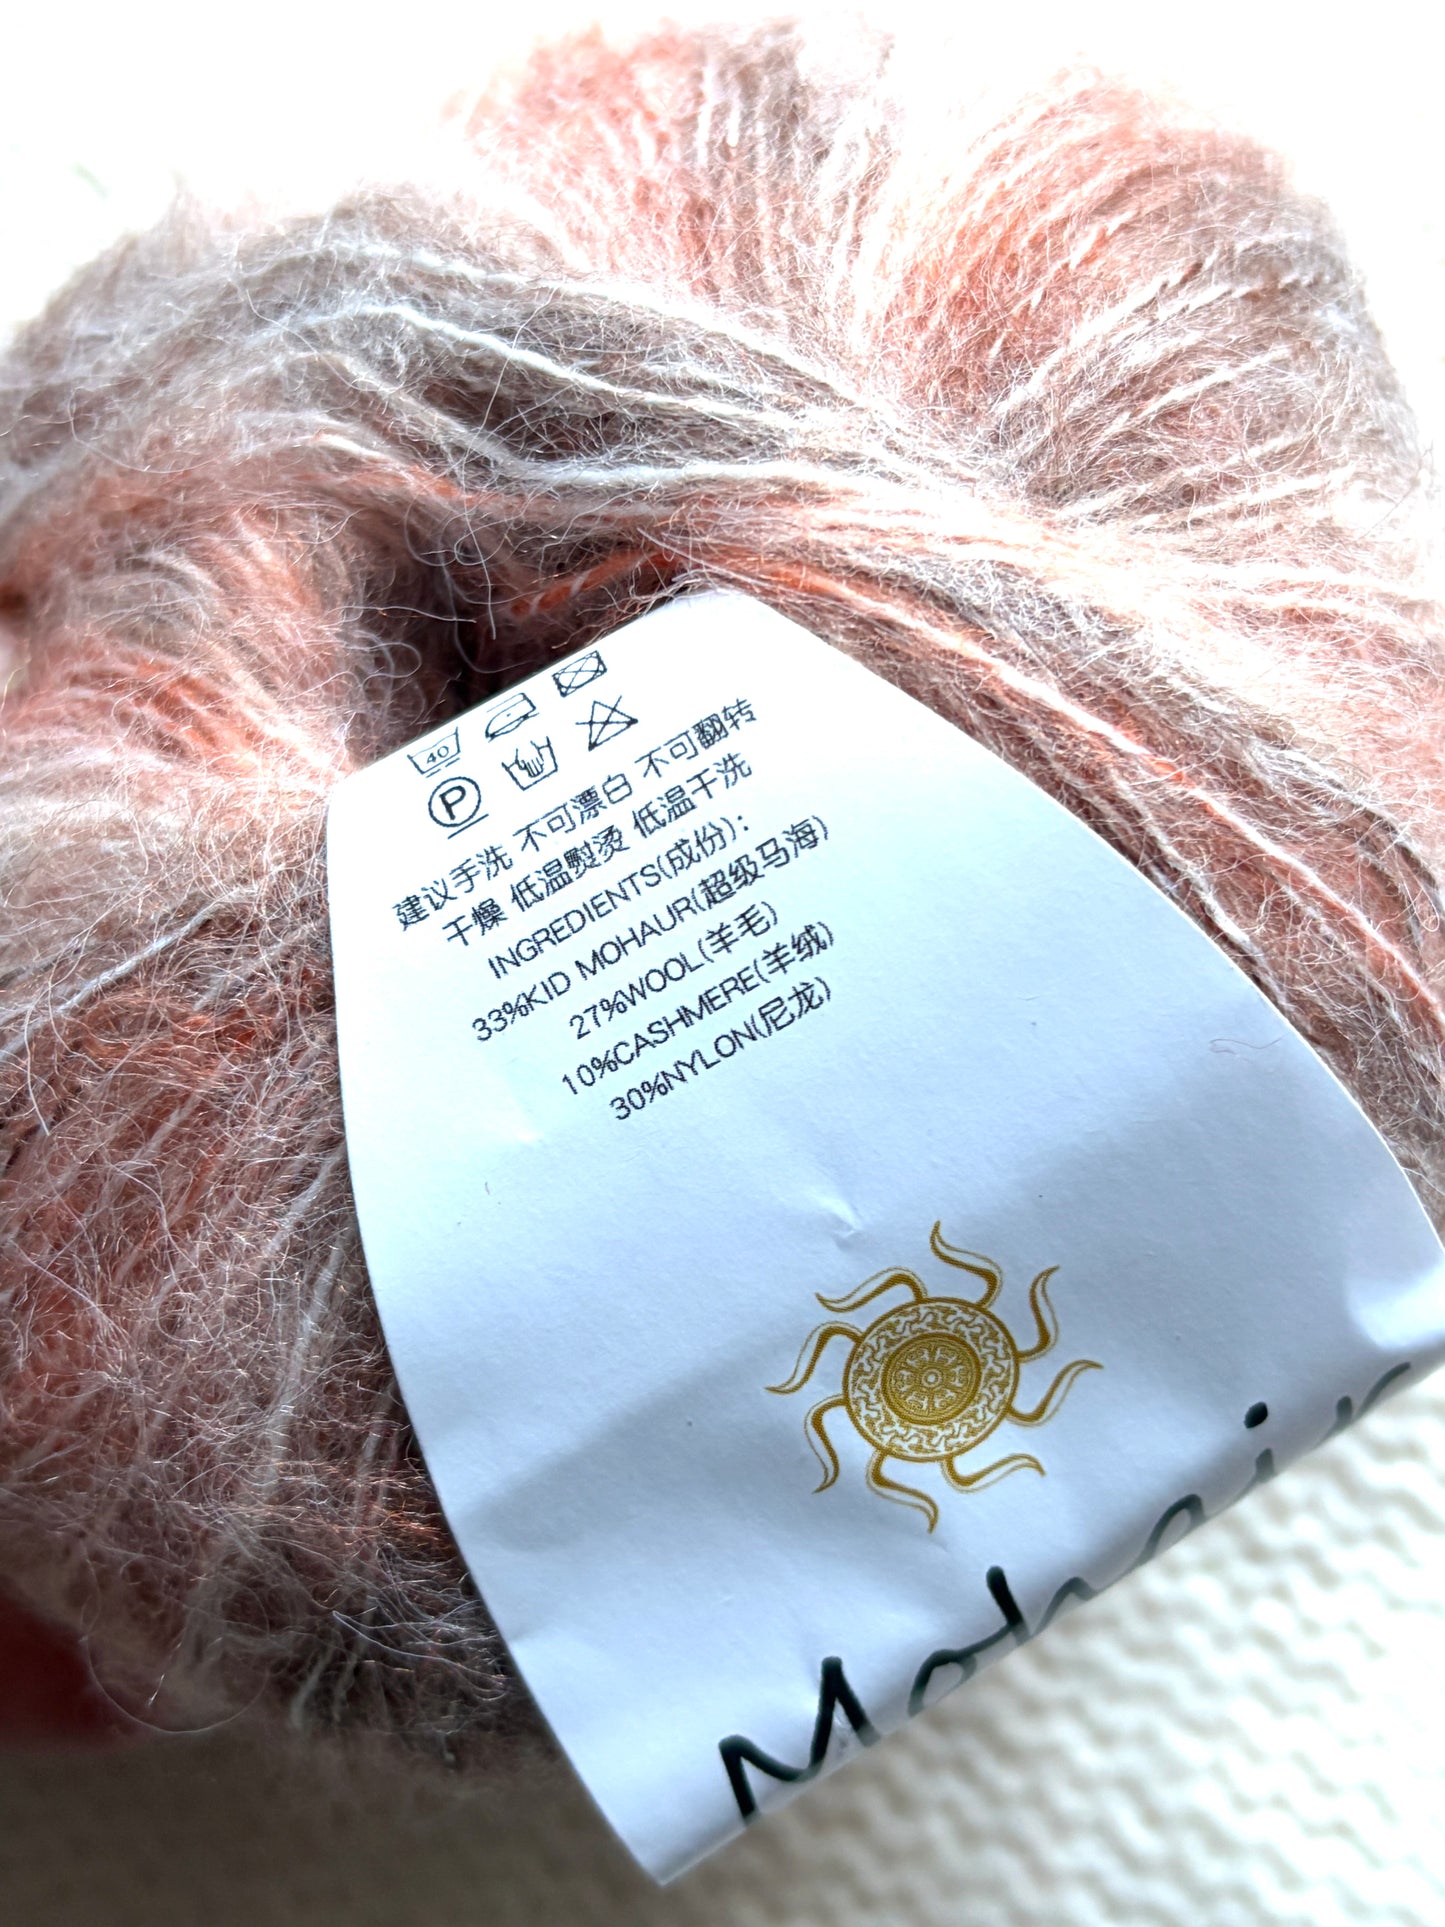 40
P
建议手洗 不可漂白 不可翻转
干燥 低温熨烫 低温干洗
INGREDIENTS(成份):
33%KID MOHAUR(超级马海)
27%WOOL(羊毛)
10%CASHMERE(羊绒)
30%NYLON(尼龙)
Mohair